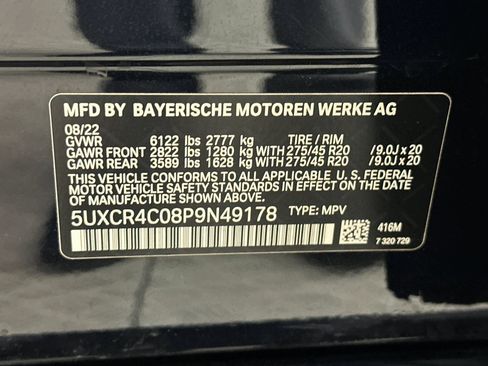 MFD BY BAYERISCHE MOTOREN WERKE AG
08/22
GVWR 6122 lbs 2777 kg TIRE / RIM
GAWR FRONT 2822 lbs 1280 kg WITH 275/45 R20 /9.0J x 20
GAWR REAR 3589 lbs 1628 kg WITH 275/45 R20 /9.0J x 20
THIS VEHICLE CONFORMS TO ALL APPLICABLE U. S. FEDERAL
MOTOR VEHICLE SAFETY STANDARDS IN EFFECT ON THE DATE
OF MANUFACTURE SHOWN ABOVE.
5UXCR4C08P9N49178 TYPE: MPV
416M
7 320 729